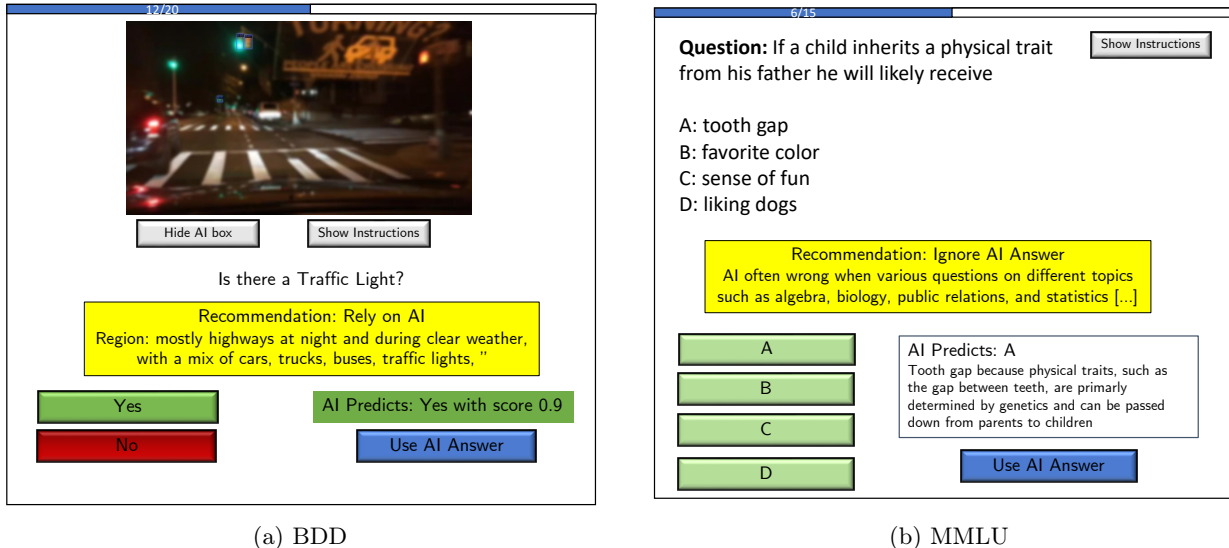 12/20
TURNING?
Hide AI box
Show Instructions
Is there a Traffic Light?
Recommendation: Rely on AI
Region: mostly highways at night and during clear weather,
with a mix of cars, trucks, buses, traffic lights, ”
Yes
AI Predicts: Yes with score 0.9
No
Use AI Answer
(a) BDD
6/15
Question: If a child inherits a physical trait
from his father he will likely receive
Show Instructions
A: tooth gap
B: favorite color
C: sense of fun
D: liking dogs
Recommendation: Ignore AI Answer
AI often wrong when various questions on different topics
such as algebra, biology, public relations, and statistics [...]
A
B
C
D
AI Predicts: A
Tooth gap because physical traits, such as
the gap between teeth, are primarly
determined by genetics and can be passed
down from parents to children
Use AI Answer
(b) MMLU